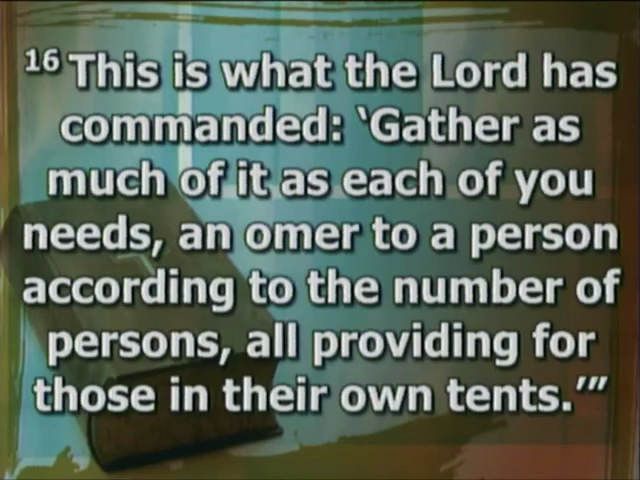 16 This is what the Lord has
commanded: ‘Gather as
much of it as each of you
needs, an omer to a person
according to the number of
persons, all providing for
those in their own tents.’”